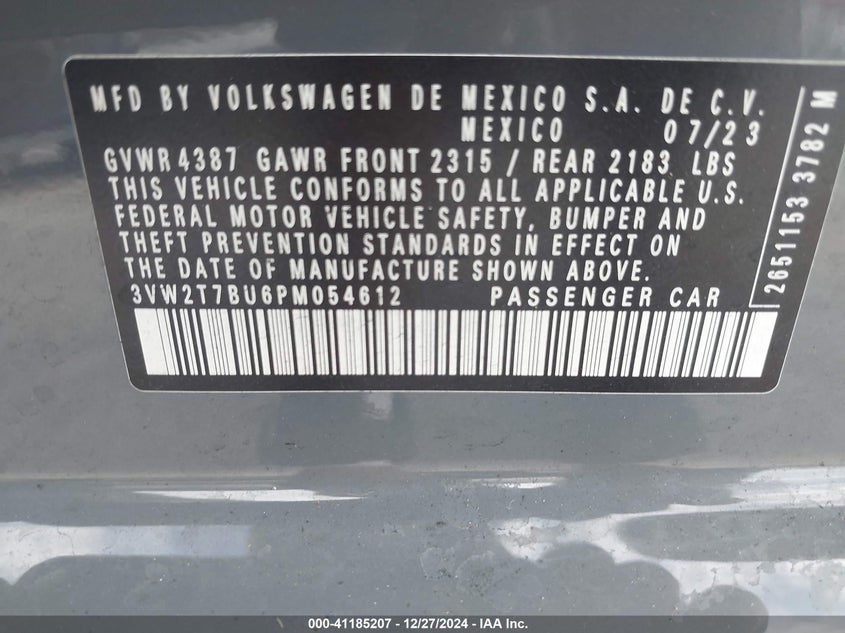 MFD BY VOLKSWAGEN DE MEXICO S.A. DE C.V.
MEXICO 07/23
GVWR 4387 GAWR FRONT 2315 / REAR 2183 LBS
THIS VEHICLE CONFORMS TO ALL APPLICABLE U.S.
FEDERAL MOTOR VEHICLE SAFETY, BUMPER AND
THEFT PREVENTION STANDARDS IN EFFECT ON
THE DATE OF MANUFACTURE SHOWN ABOVE.
3VW2T7BU6PM054612 PASSENGER CAR
2651153 3782 M
000-41185207 - 12/27/2024 - IAA Inc.